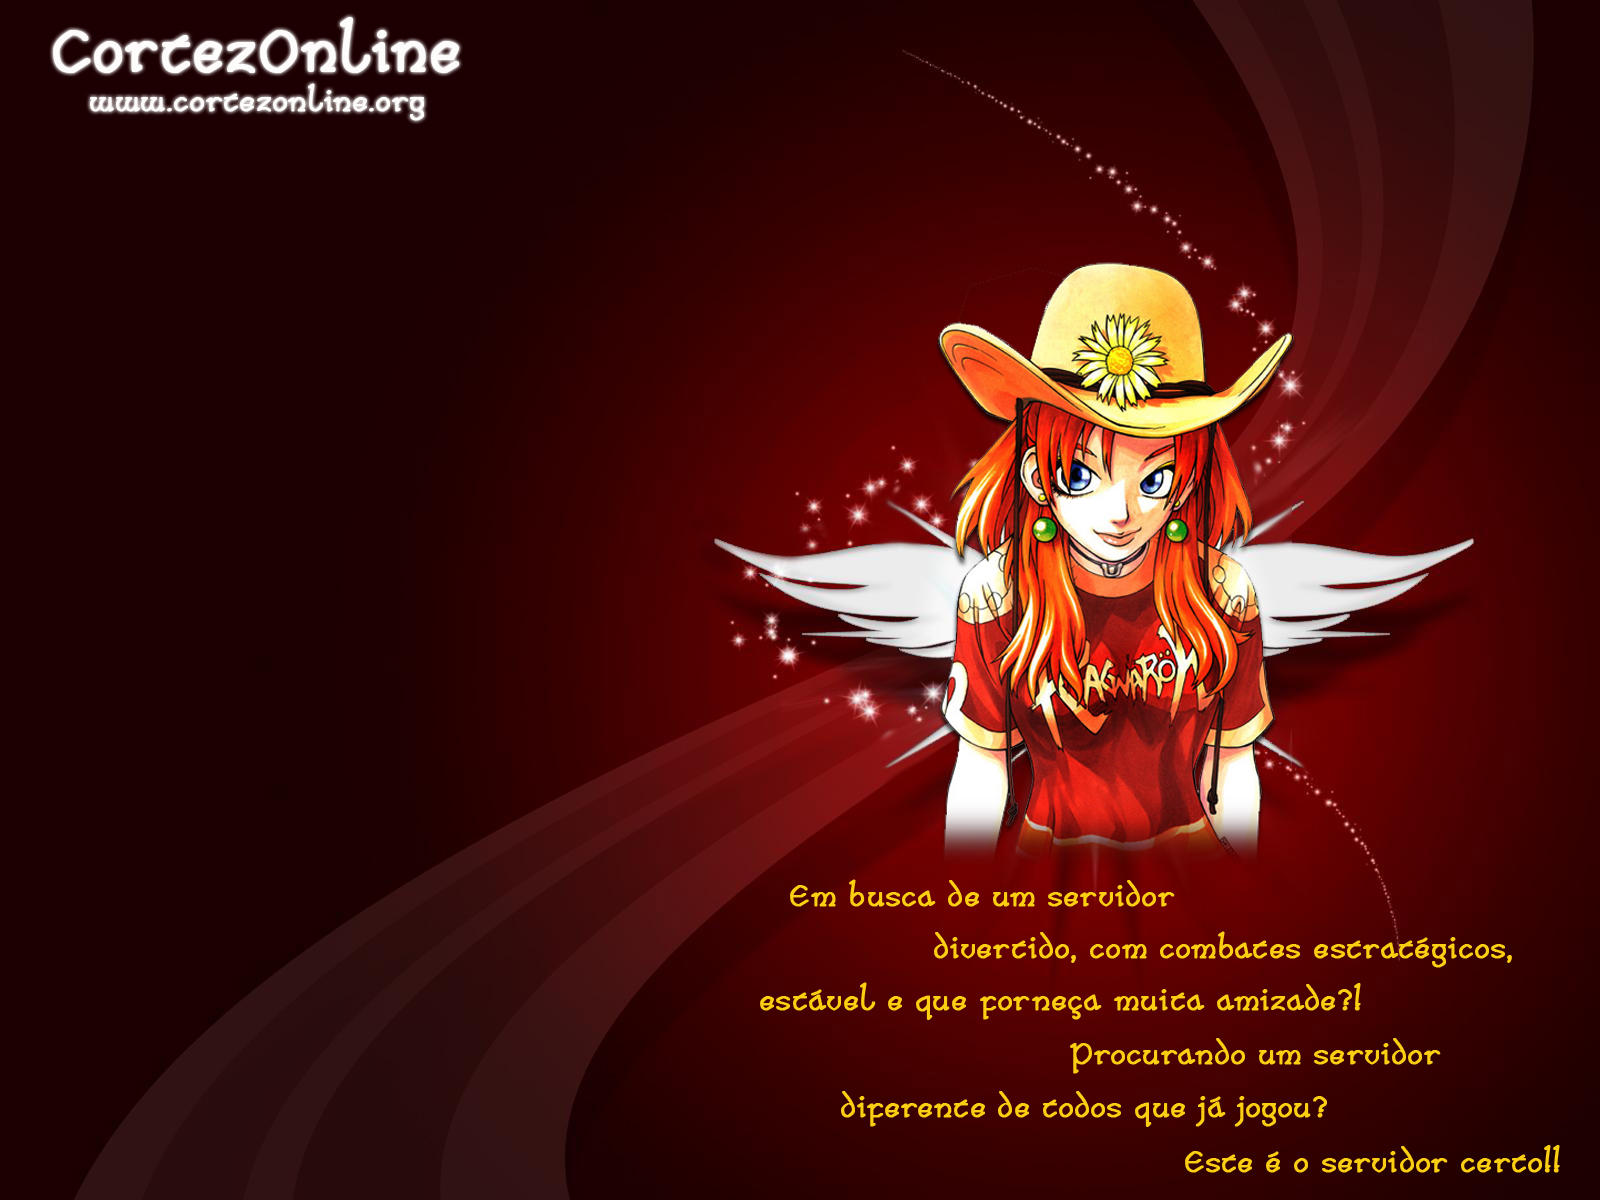 CortezOnline
www.cortezonline.org
RAGNARÖK
Em busca de um servidor
divertido, com combates estratégicos,
estável e que forneça muita amizade?!
Procurando um servidor
diferente de todos que já jogou?
Este é o servidor certo!!